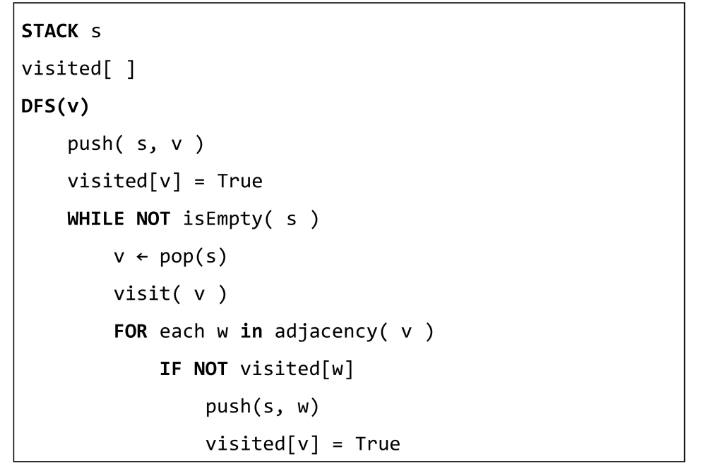 STACK s
visited[ ]
DFS(v)
push( s, v )
visited[v] = True
WHILE NOT isEmpty( s )
v ← pop(s)
visit( v )
FOR each w in adjacency( v )
IF NOT visited[w]
push(s, w)
visited[v] = True